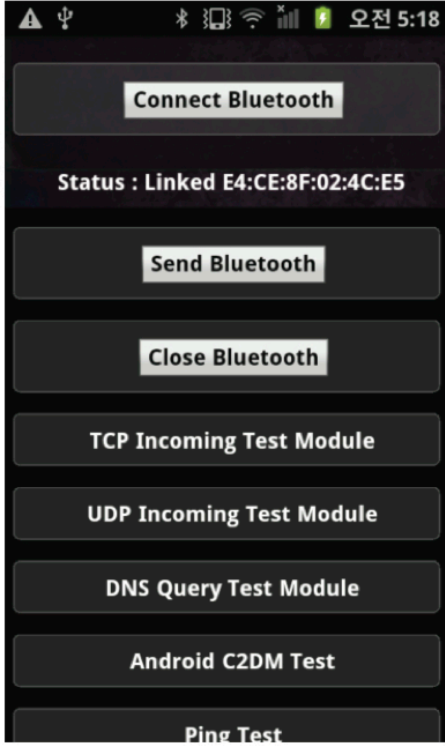 오전 5:18
Connect Bluetooth
Status : Linked E4:CE:8F:02:4C:E5
Send Bluetooth
Close Bluetooth
TCP Incoming Test Module
UDP Incoming Test Module
DNS Query Test Module
Android C2DM Test
Ping Test